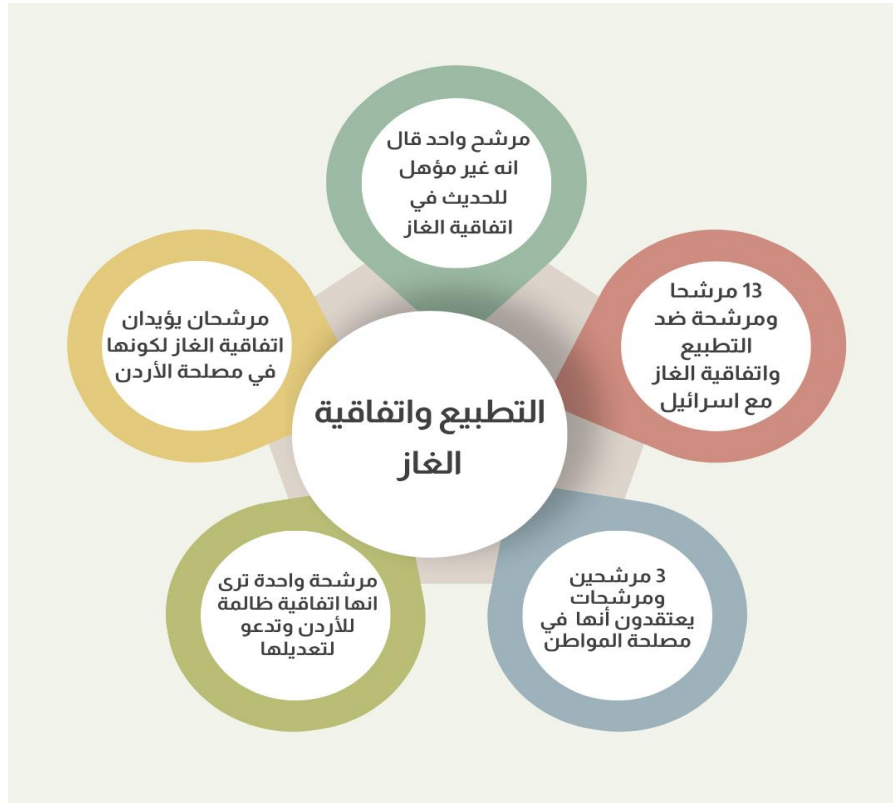 مرشح واحد قال
انه غير مؤهل
للحديث في
اتفاقية الغاز
13 مرشحا
ومرشحة ضد
التطبيع
واتفاقية الغاز
مع اسرائيل
مرشحان يؤيدان
اتفاقية الغاز لكونها
في مصلحة الأردن
التطبيع واتفاقية
الغاز
3 مرشحين
ومرشحات
يعتقدون أنها في
مصلحة المواطن
مرشحة واحدة ترى
انها اتفاقية ظالمة
للأردن وتدعو
لتعديلها